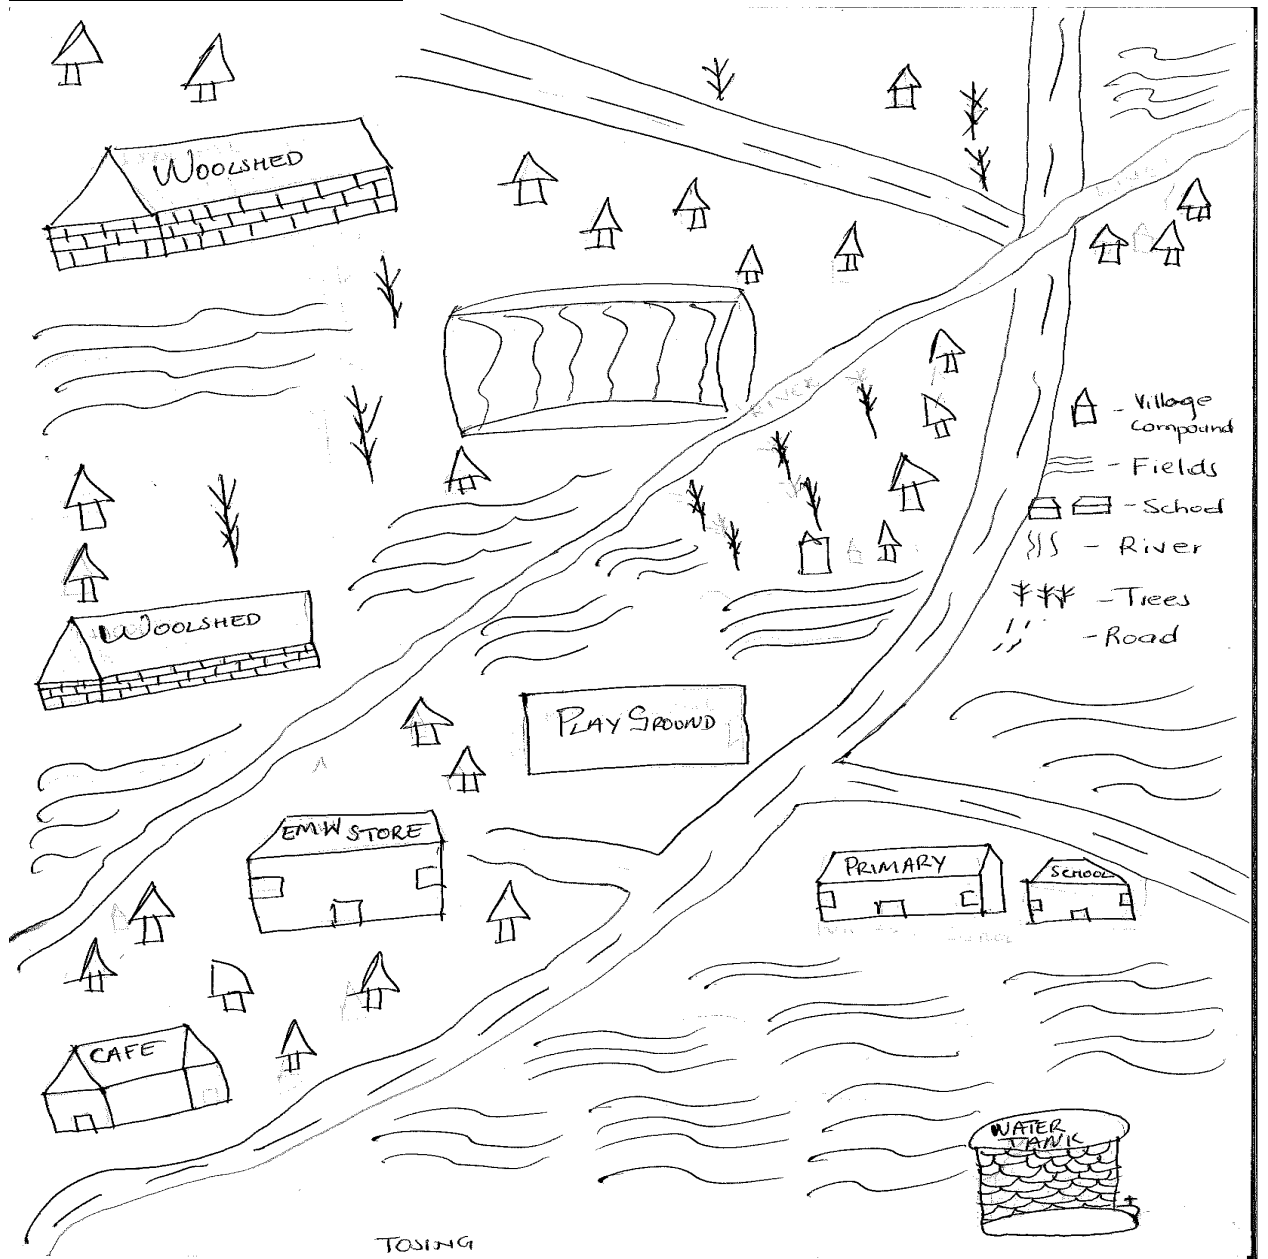 WOOLSHED
RIVER
Village
Compound
Fields
School
River
Trees
Road
WOOLSHED
PLAY GROUND
EMW STORE
PRIMARY
SCHOOL
CAFE
WATER
TANK
TOSING